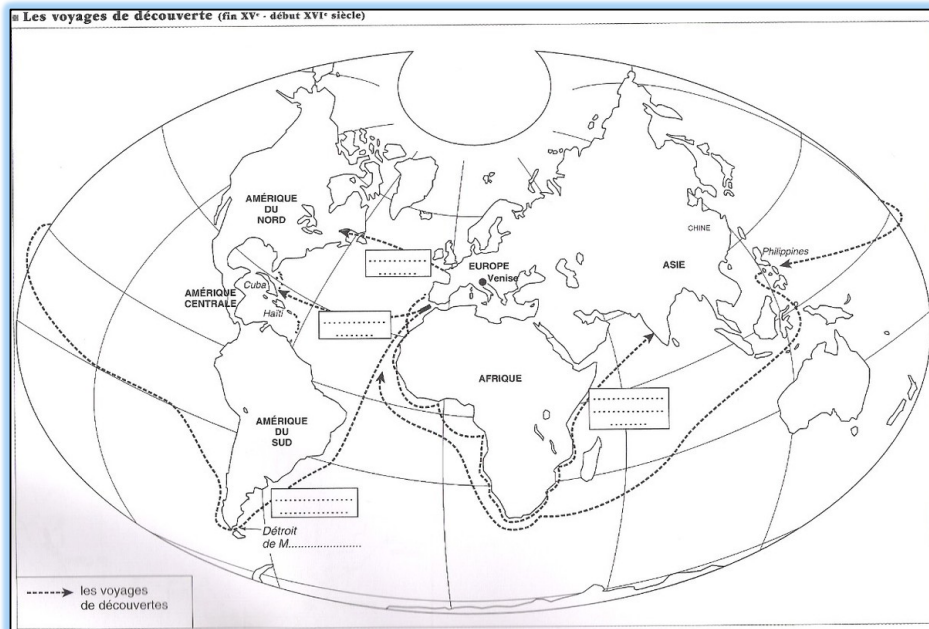 Les voyages de découverte (fin XVᵉ - début XVIᵉ siècle)
AMÉRIQUE
DU
NORD
CHINE
Philippines
EUROPE
Venise
ASIE
Cuba
AMÉRIQUE
CENTRALE
Haïti
AFRIQUE
AMÉRIQUE
DU
SUD
Détroit
de M......................
les voyages
de découvertes